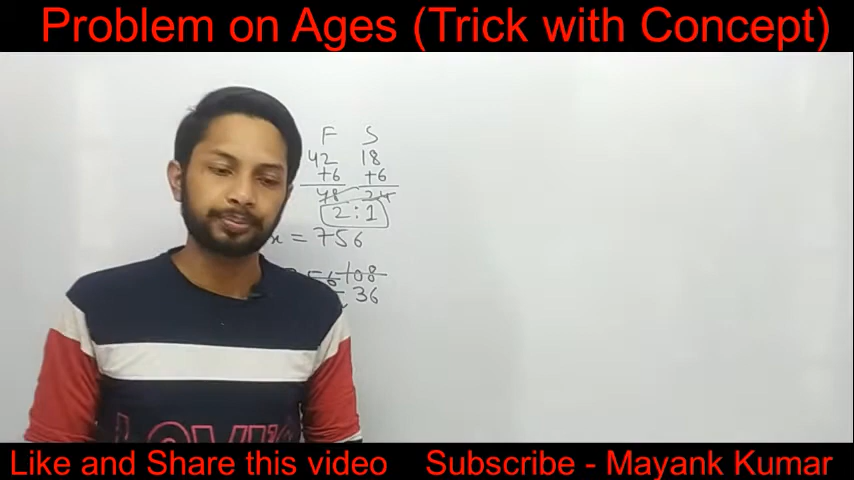 Problem on Ages (Trick with Concept)
F S
42 18
+6 +6
48 24
2:1
= 756
108
36
Like and Share this video Subscribe - Mayank Kumar